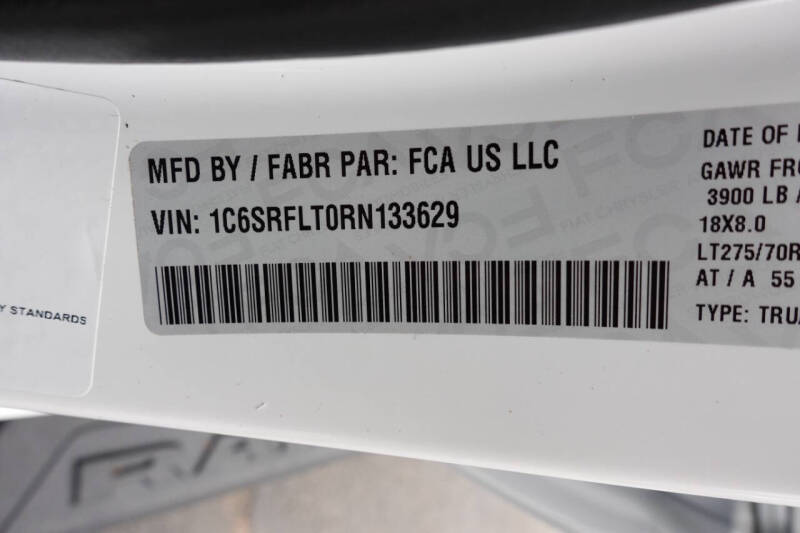 MFD BY / FABR PAR: FCA US LLC
VIN: 1C6SRFLT0RN133629
DATE OF
GAWR FRO
3900 LB
18X8.0
LT275/70R
AT / A 55
TYPE: TRU
STANDARDS